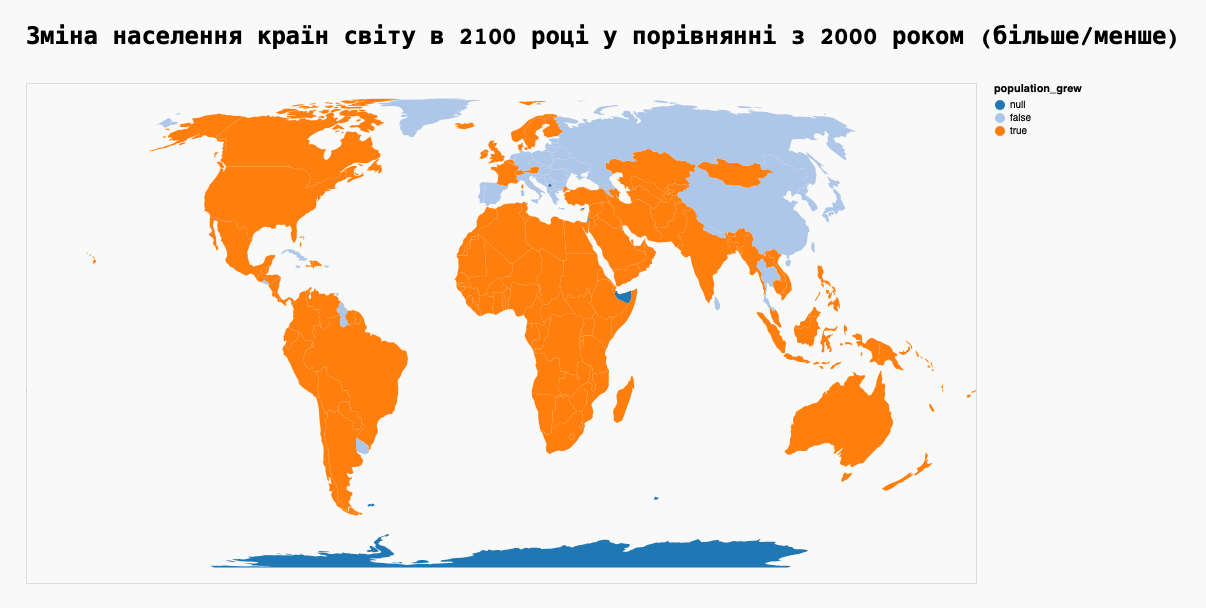 Зміна населення країн світу в 2100 році у порівнянні з 2000 роком (більше/менше)
population_grew
null
false
true